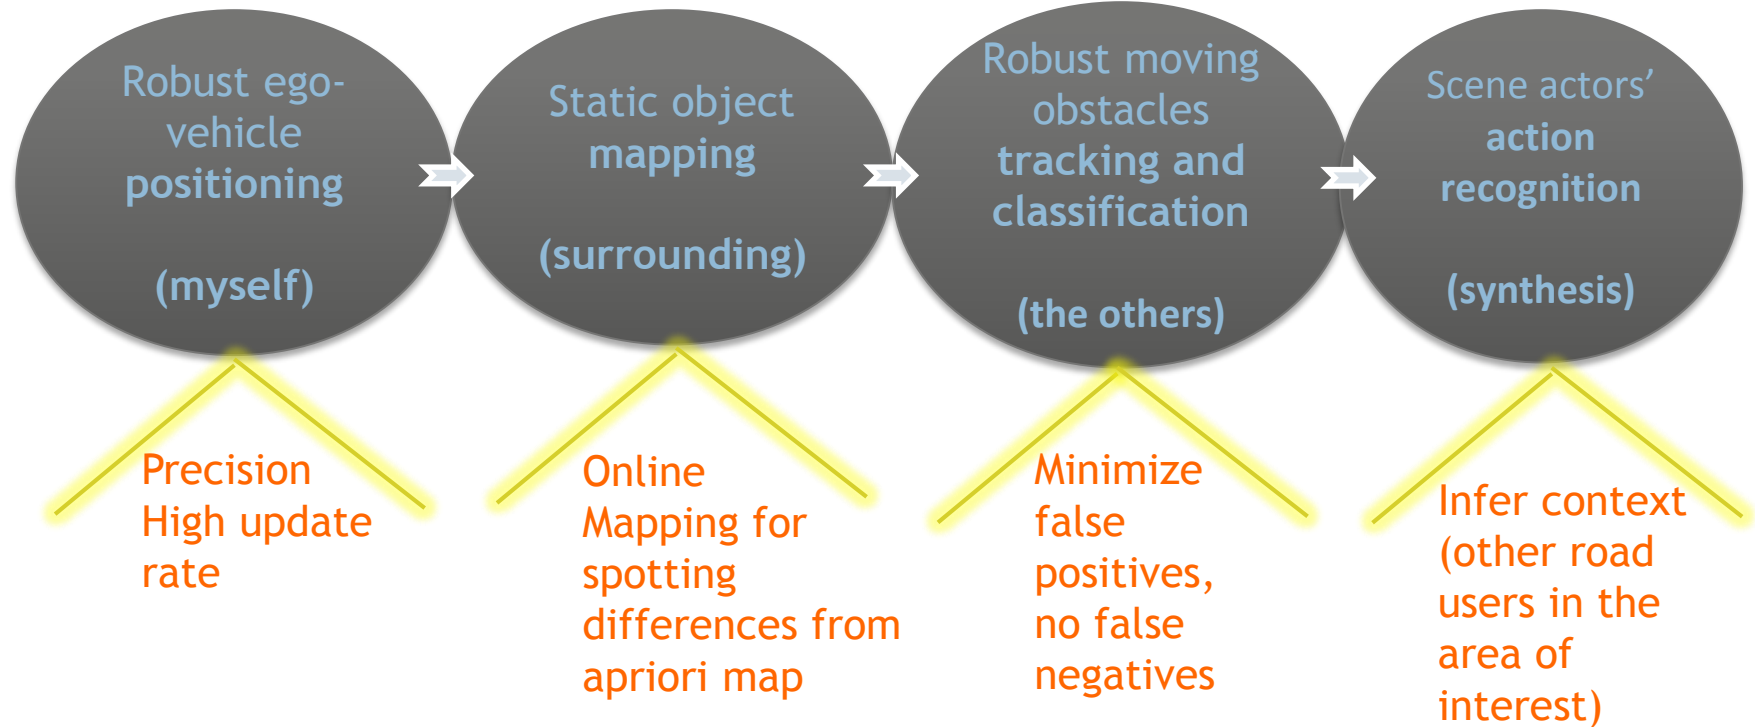 Robust ego-
vehicle
positioning
(myself)
Static object
mapping
(surrounding)
Robust moving
obstacles
tracking and
classification
(the others)
Scene actors’
action
recognition
(synthesis)
Precision
High update
rate
Online
Mapping for
spotting
differences from
apriori map
Minimize
false
positives,
no false
negatives
Infer context
(other road
users in the
area of
interest)